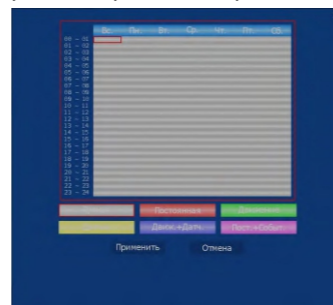 Вс. Пн. Вт. Ср. Чт. Пт. Сб.
00 - 01
01 - 02
02 - 03
03 - 04
04 - 05
05 - 06
06 - 07
07 - 08
08 - 09
09 - 10
10 - 11
11 - 12
12 - 13
13 - 14
14 - 15
15 - 16
16 - 17
17 - 18
18 - 19
19 - 20
20 - 21
21 - 22
22 - 23
23 - 24
Постоянная
Движ.+Датч. Пост.+Событ.
Применить Отмена